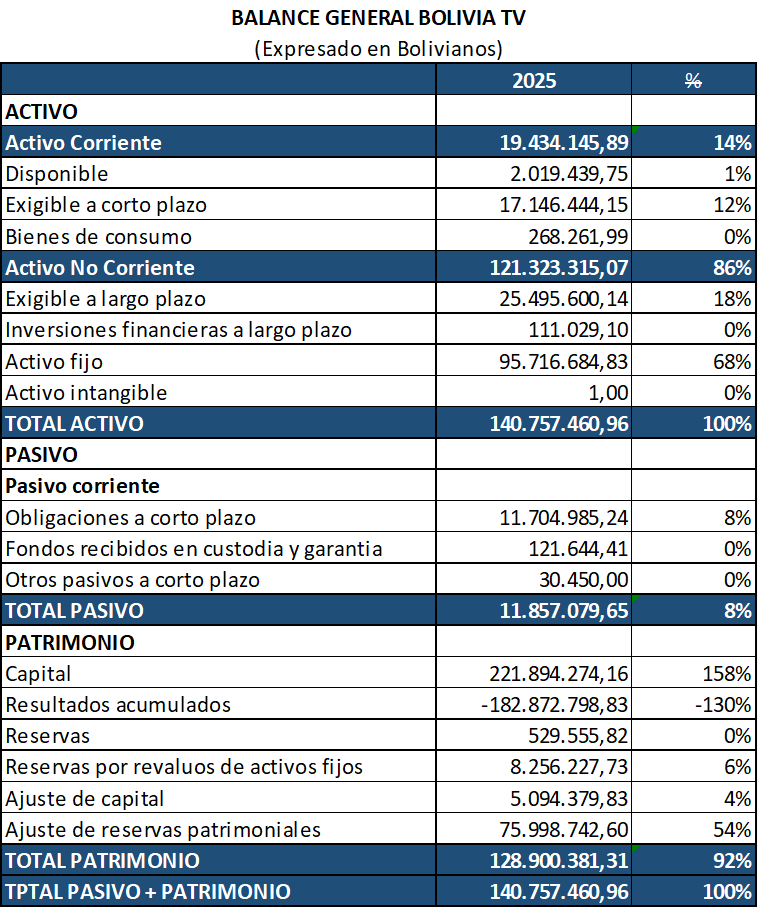 BALANCE GENERAL BOLIVIA TV
(Expresado en Bolivianos)
2025 %
ACTIVO
Activo Corriente 19.434.145,89 14%
Disponible 2.019.439,75 1%
Exigible a corto plazo 17.146.444,15 12%
Bienes de consumo 268.261,99 0%
Activo No Corriente 121.323.315,07 86%
Exigible a largo plazo 25.495.600,14 18%
Inversiones financieras a largo plazo 111.029,10 0%
Activo fijo 95.716.684,83 68%
Activo intangible 1,00 0%
TOTAL ACTIVO 140.757.460,96 100%
PASIVO
Pasivo corriente
Obligaciones a corto plazo 11.704.985,24 8%
Fondos recibidos en custodia y garantia 121.644,41 0%
Otros pasivos a corto plazo 30.450,00 0%
TOTAL PASIVO 11.857.079,65 8%
PATRIMONIO
Capital 221.894.274,16 158%
Resultados acumulados -182.872.798,83 -130%
Reservas 529.555,82 0%
Reservas por revaluos de activos fijos 8.256.227,73 6%
Ajuste de capital 5.094.379,83 4%
Ajuste de reservas patrimoniales 75.998.742,60 54%
TOTAL PATRIMONIO 128.900.381,31 92%
TPTAL PASIVO + PATRIMONIO 140.757.460,96 100%